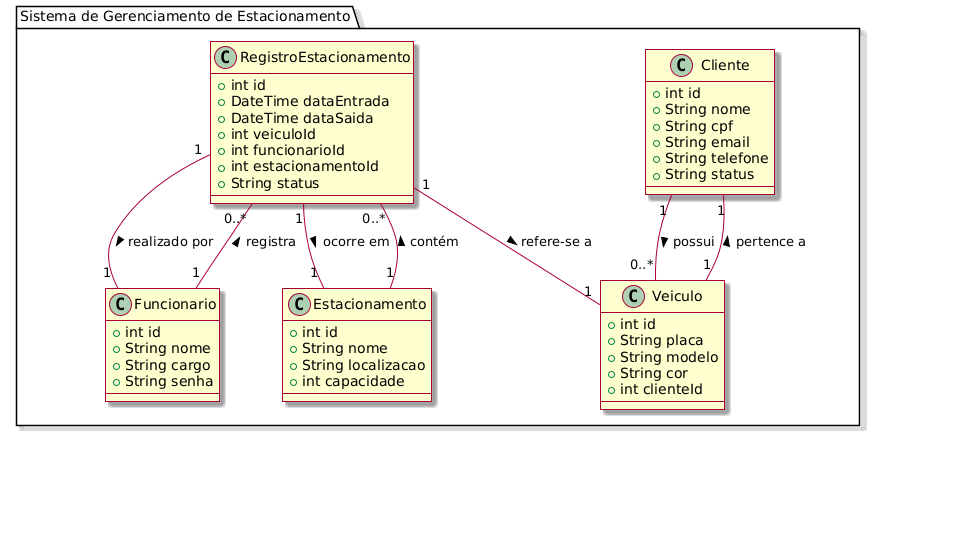 Sistema de Gerenciamento de Estacionamento
C RegistroEstacionamento
int id
DateTime dataEntrada
DateTime dataSaida
int veiculoId
int funcionarioId
int estacionamentoId
String status
C Cliente
int id
String nome
String cpf
String email
String telefone
String status
1
1
0..*
1
0..*
1
1
realizado por
registra
ocorre em
contém
refere-se a
possui
pertence a
1
1
1
1
1
0..*
1
C Funcionario
int id
String nome
String cargo
String senha
C Estacionamento
int id
String nome
String localizacao
int capacidade
C Veiculo
int id
String placa
String modelo
String cor
int clienteId